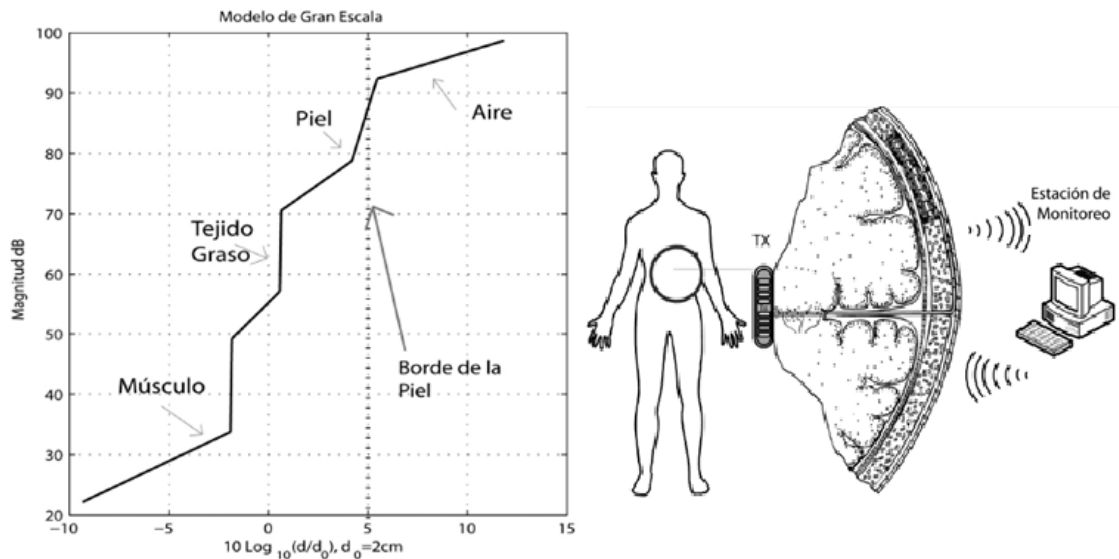 Modelo de Gran Escala
Magnitud dB
100
90
80
70
60
50
40
30
20
−10
−5
0
5
10
15
10 Log 10(d/d0), d0=2cm
Músculo
Tejido
Graso
Piel
Aire
Borde de la
Piel
TX
Estación de
Monitoreo